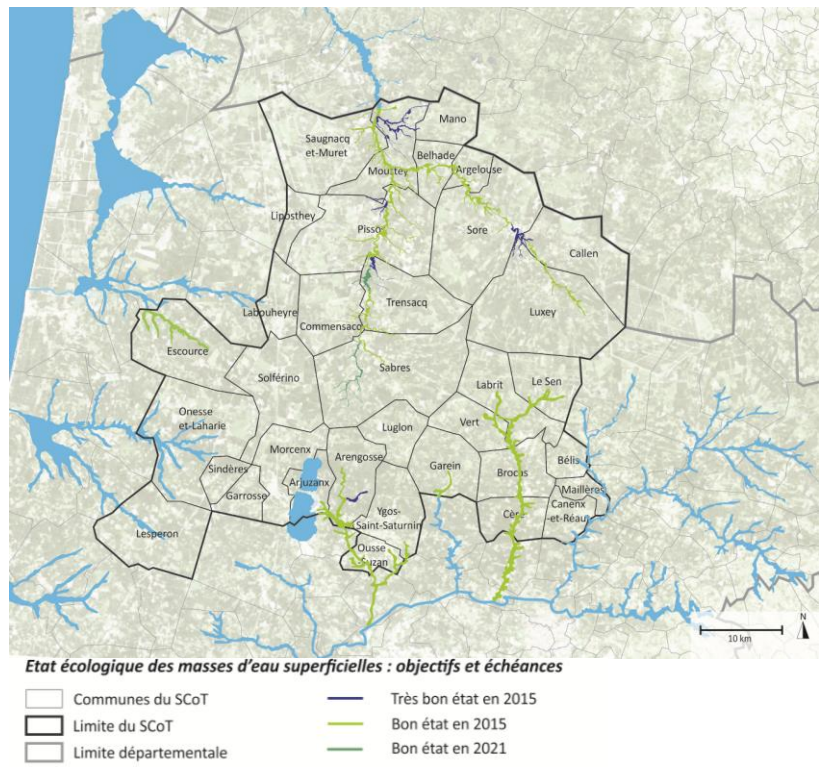 Mano
Saugnacq
et-Muret
Belhade
Moustey
Argelouse
Liposthey
Pisso
Sore
Callen
Trensacq
Labouheyre
Commensacq
Luxey
Escource
Sabres
Solférino
Le Sen
Labrit
Onesse
et-Laharie
Luglon
Vert
Morcenx
Arengosse
Garein
Bélis
Sindères
Brocas
Arjuzanx
Maillères
Garrosse
Ygos-
Saint-Saturnin
Canenx
et-Réaut
Cère
Lesperon
Ousse
Suzan
N
10 km
Etat écologique des masses d'eau superficielles : objectifs et échéances
Communes du SCoT
Très bon état en 2015
Limite du SCoT
Bon état en 2015
Limite départementale
Bon état en 2021